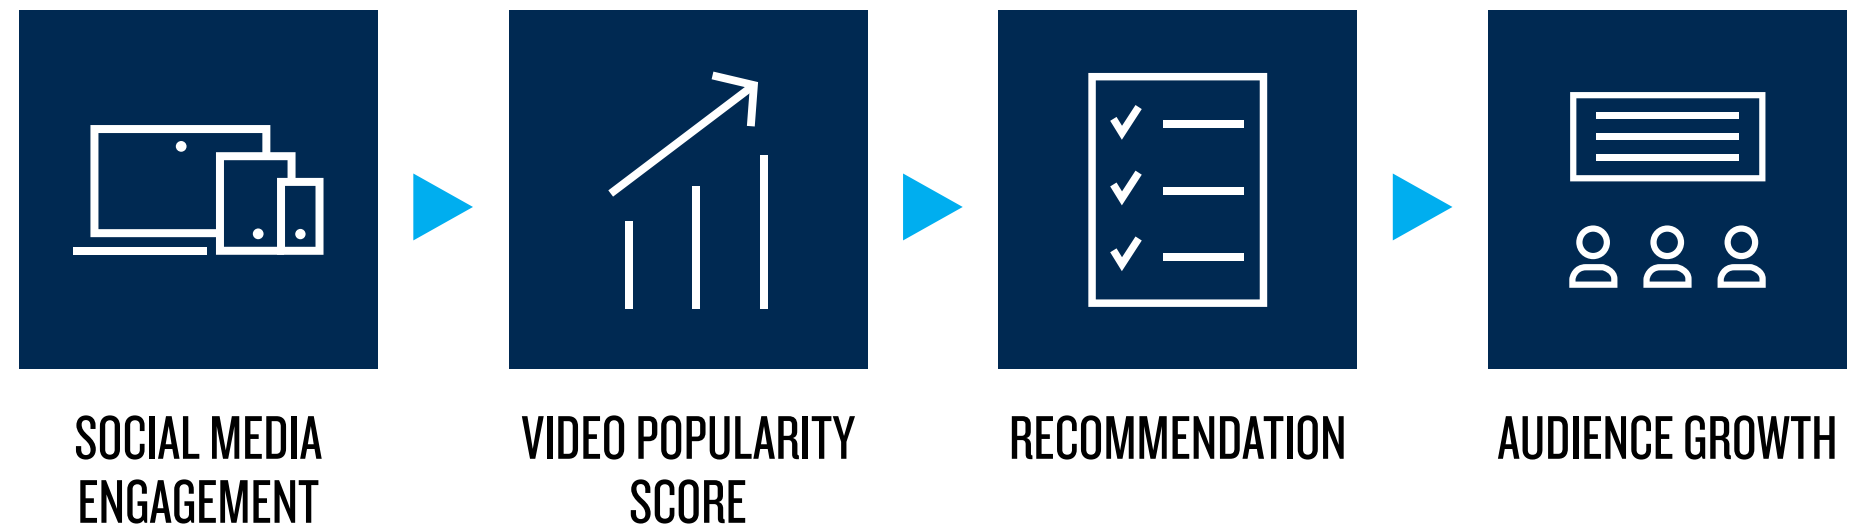 SOCIAL MEDIA
ENGAGEMENT
VIDEO POPULARITY
SCORE
RECOMMENDATION
AUDIENCE GROWTH